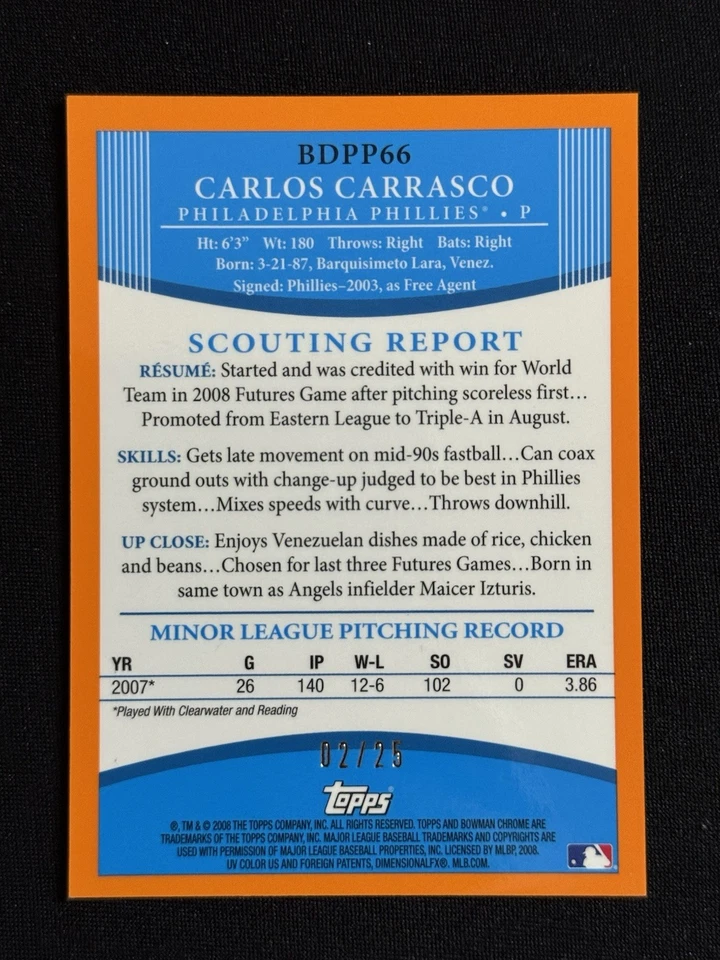 BDPP66
CARLOS CARRASCO
PHILADELPHIA PHILLIES® • P
Ht: 6'3" Wt: 180 Throws: Right Bats: Right
Born: 3-21-87, Barquisimeto Lara, Venez.
Signed: Phillies–2003, as Free Agent
SCOUTING REPORT
RÉSUMÉ: Started and was credited with win for World
Team in 2008 Futures Game after pitching scoreless first…
Promoted from Eastern League to Triple-A in August.
SKILLS: Gets late movement on mid-90s fastball…Can coax
ground outs with change-up judged to be best in Phillies
system…Mixes speeds with curve…Throws downhill.
UP CLOSE: Enjoys Venezuelan dishes made of rice, chicken
and beans…Chosen for last three Futures Games…Born in
same town as Angels infielder Maicer Izturis.
MINOR LEAGUE PITCHING RECORD
YR G IP W-L SO SV ERA
2007* 26 140 12-6 102 0 3.86
*Played With Clearwater and Reading
02/25
Topps
®, TM & © 2008 THE TOPPS COMPANY, INC. ALL RIGHTS RESERVED. TOPPS AND BOWMAN CHROME ARE
TRADEMARKS OF THE TOPPS COMPANY, INC. MAJOR LEAGUE BASEBALL TRADEMARKS AND COPYRIGHTS ARE
USED WITH PERMISSION OF MAJOR LEAGUE BASEBALL PROPERTIES, INC. LICENSED BY MLBP, 2008.
UV COLOR US AND FOREIGN PATENTS, DIMENSIONALFX®. MLB.COM.